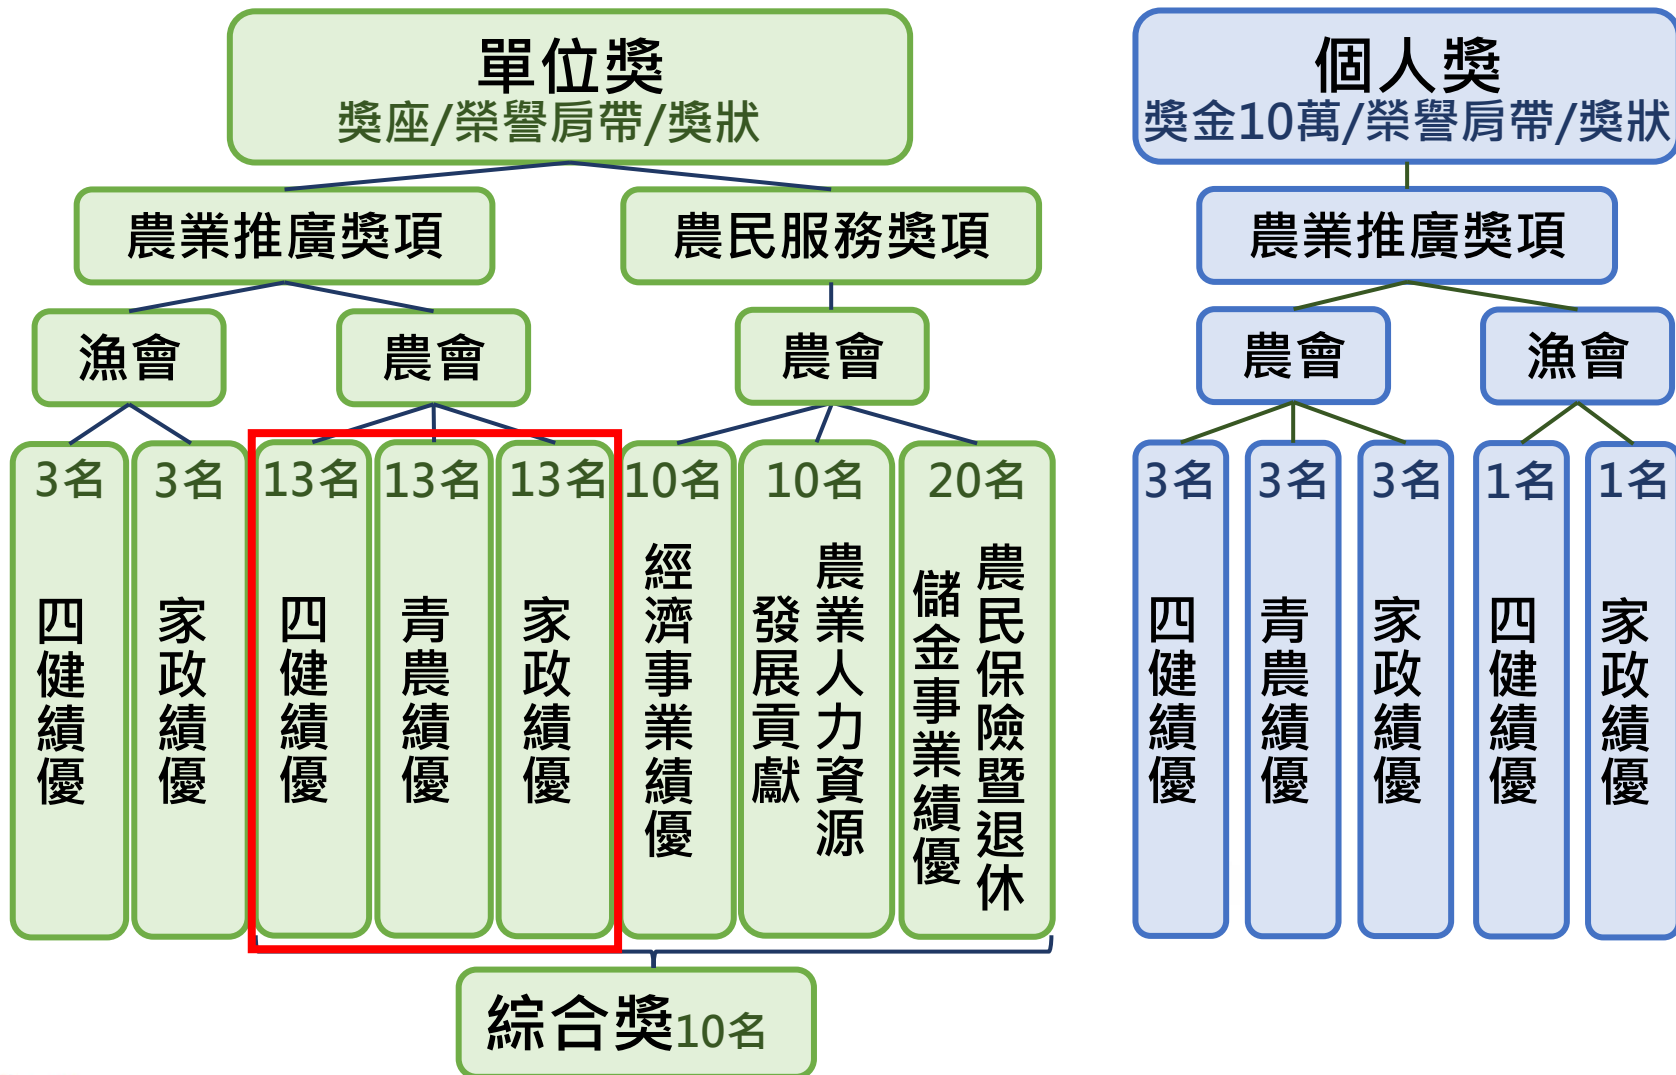 單位獎
獎座/榮譽肩帶/獎狀
農業推廣獎項
農民服務獎項
漁會
農會
農會
3名
四健績優
3名
家政績優
13名
四健績優
13名
青農績優
13名
家政績優
10名
經濟事業績優
10名
農業人力資源
發展貢獻
20名
農民保險暨退休
儲金事業績優
綜合獎10名
個人獎
獎金10萬/榮譽肩帶/獎狀
農業推廣獎項
農會
漁會
3名
四健績優
3名
青農績優
3名
家政績優
1名
四健績優
1名
家政績優